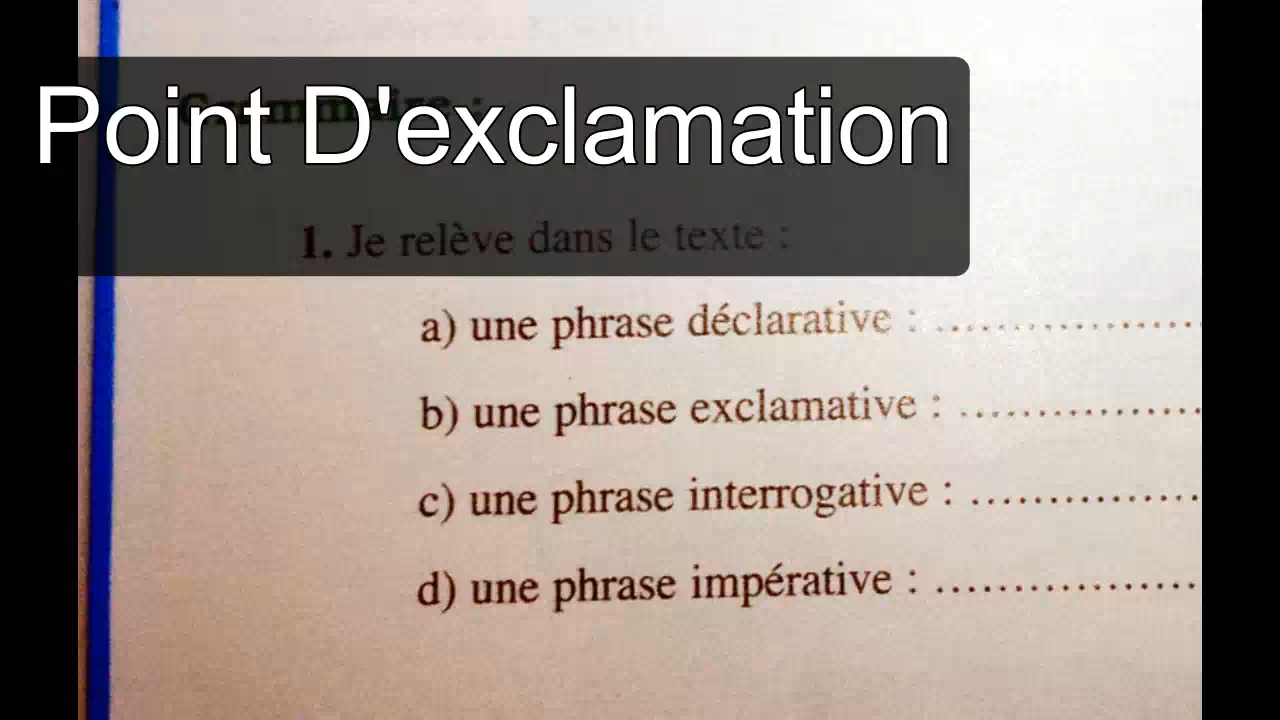 Point D'exclamation
Grammaire :
1. Je relève dans le texte :
a) une phrase déclarative : ....................
b) une phrase exclamative : ................
c) une phrase interrogative : ...............
d) une phrase impérative : .................